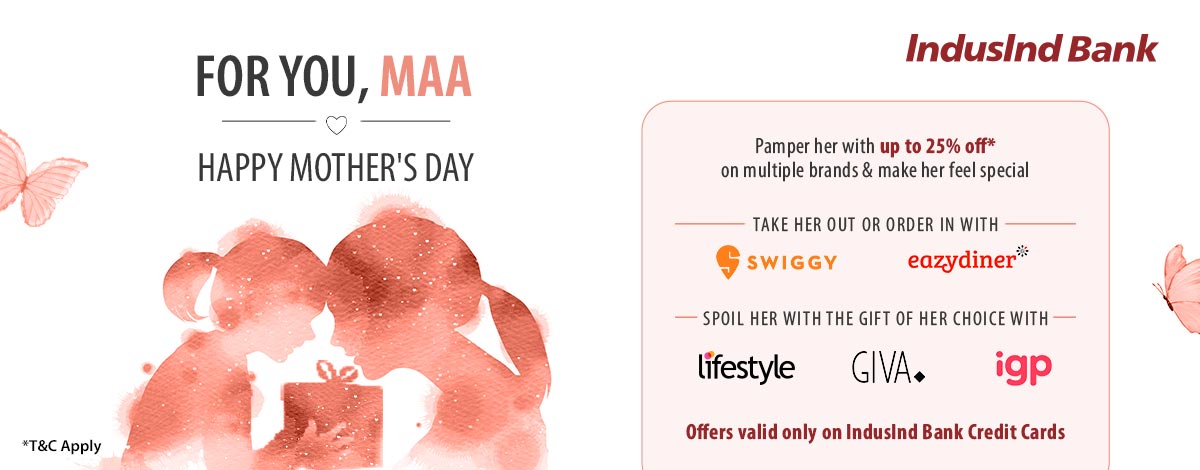 FOR YOU, MAA
HAPPY MOTHER'S DAY
*T&C Apply
IndusInd Bank
Pamper her with up to 25% off*
on multiple brands & make her feel special
TAKE HER OUT OR ORDER IN WITH
SWIGGY eazydiner
SPOIL HER WITH THE GIFT OF HER CHOICE WITH
lifestyle GIVA igp
Offers valid only on IndusInd Bank Credit Cards